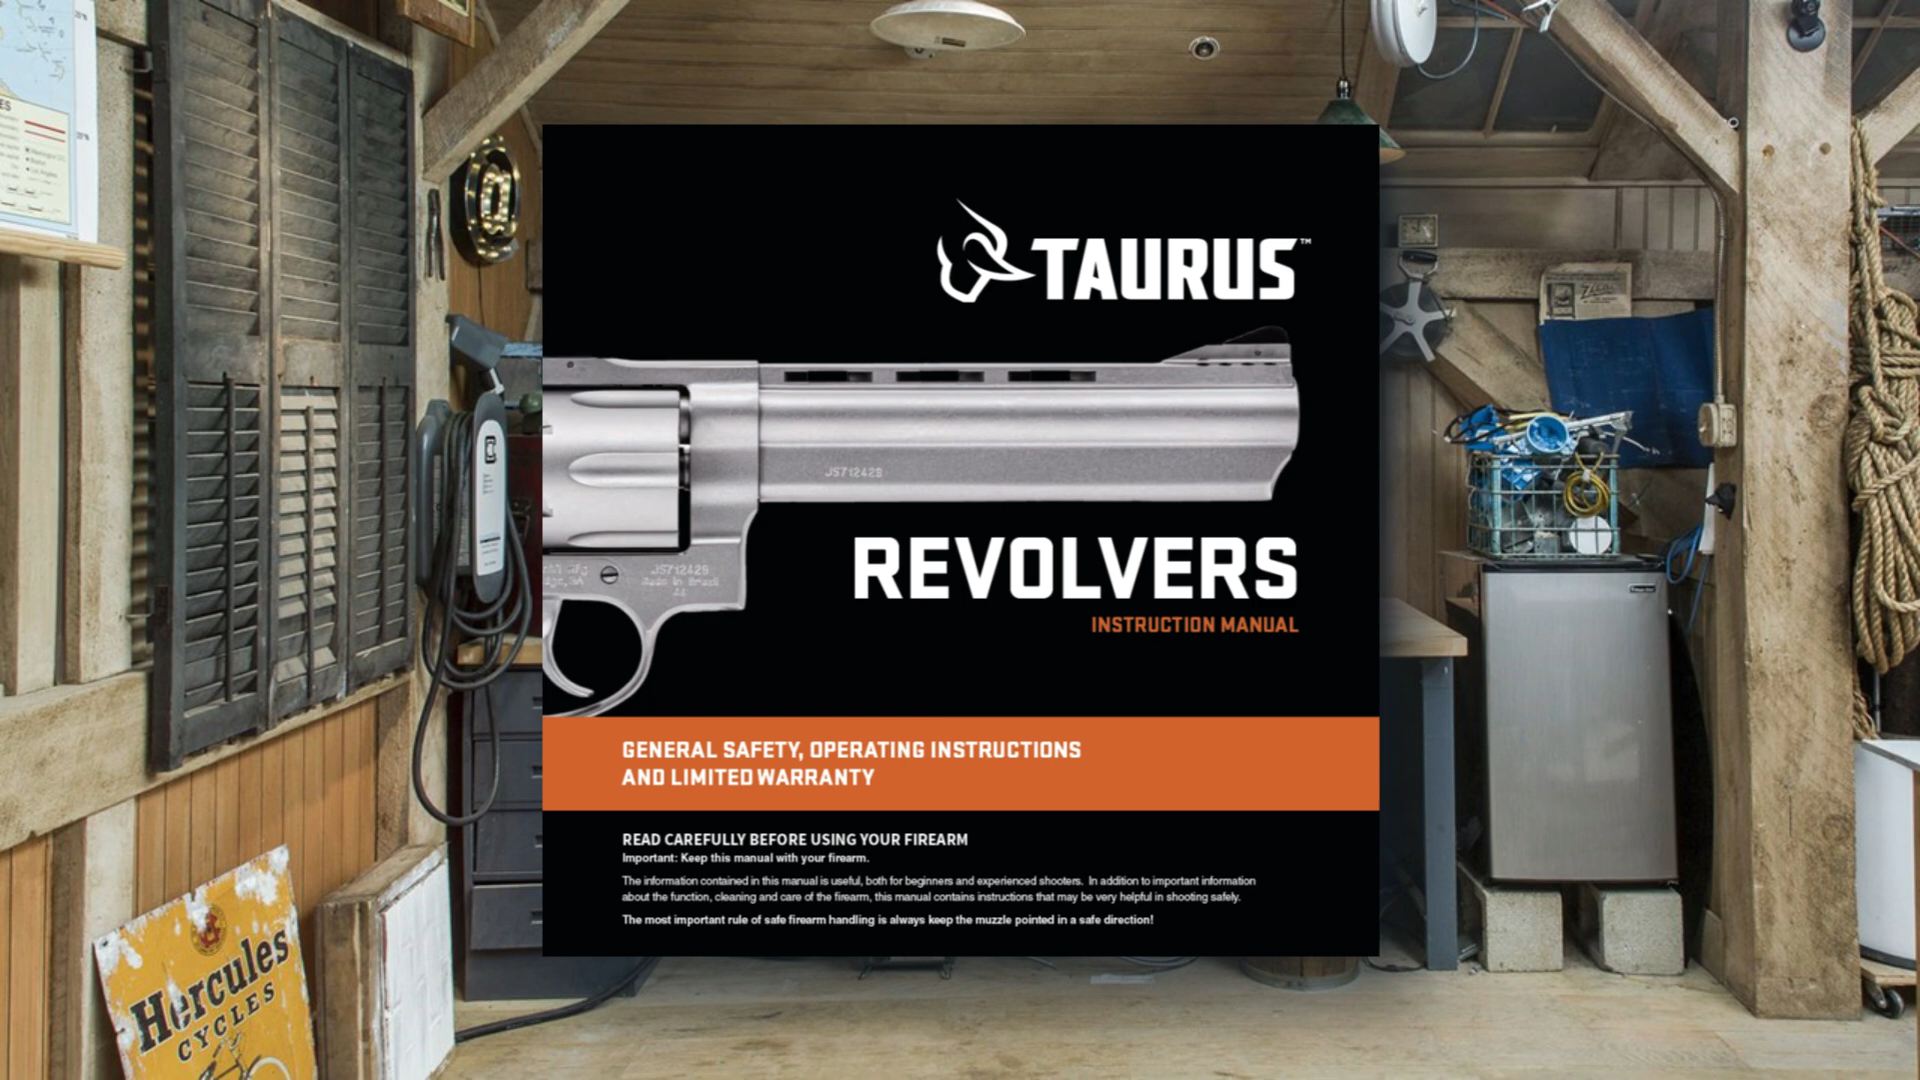 TAURUS™
JS712429
REVOLVERS
JS712429
Made in Brazil
44
INSTRUCTION MANUAL
GENERAL SAFETY, OPERATING INSTRUCTIONS
AND LIMITED WARRANTY
READ CAREFULLY BEFORE USING YOUR FIREARM
Important: Keep this manual with your firearm.
The information contained in this manual is useful, both for beginners and experienced shooters. In addition to important information
about the function, cleaning and care of the firearm, this manual contains instructions that may be very helpful in shooting safely.
The most important rule of safe firearm handling is always keep the muzzle pointed in a safe direction!
Hercules
CYCLES